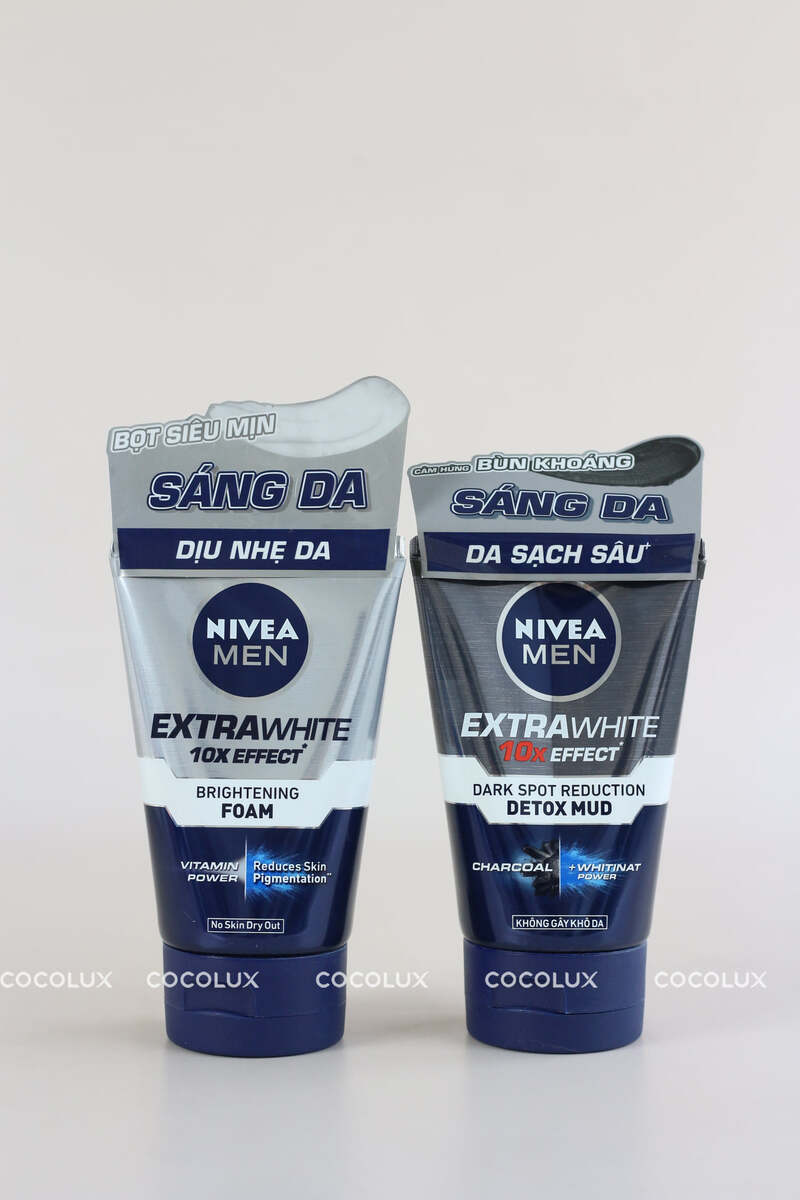 BỌT SIÊU MỊN
SÁNG DA
DỊU NHẸ DA
NIVEA
MEN
EXTRAWHITE
10X EFFECT*
BRIGHTENING
FOAM
VITAMIN
POWER
Reduces Skin
Pigmentation**
No Skin Dry Out
CẢM HỨNG BÙN KHOÁNG
SÁNG DA
DA SẠCH SÂU+
NIVEA
MEN
EXTRAWHITE
10x EFFECT*
DARK SPOT REDUCTION
DETOX MUD
CHARCOAL
+WHITINAT
POWER
KHÔNG GÂY KHÔ DA
COCOLUX COCOLUX COCOLUX COCOLUX COCOLUX